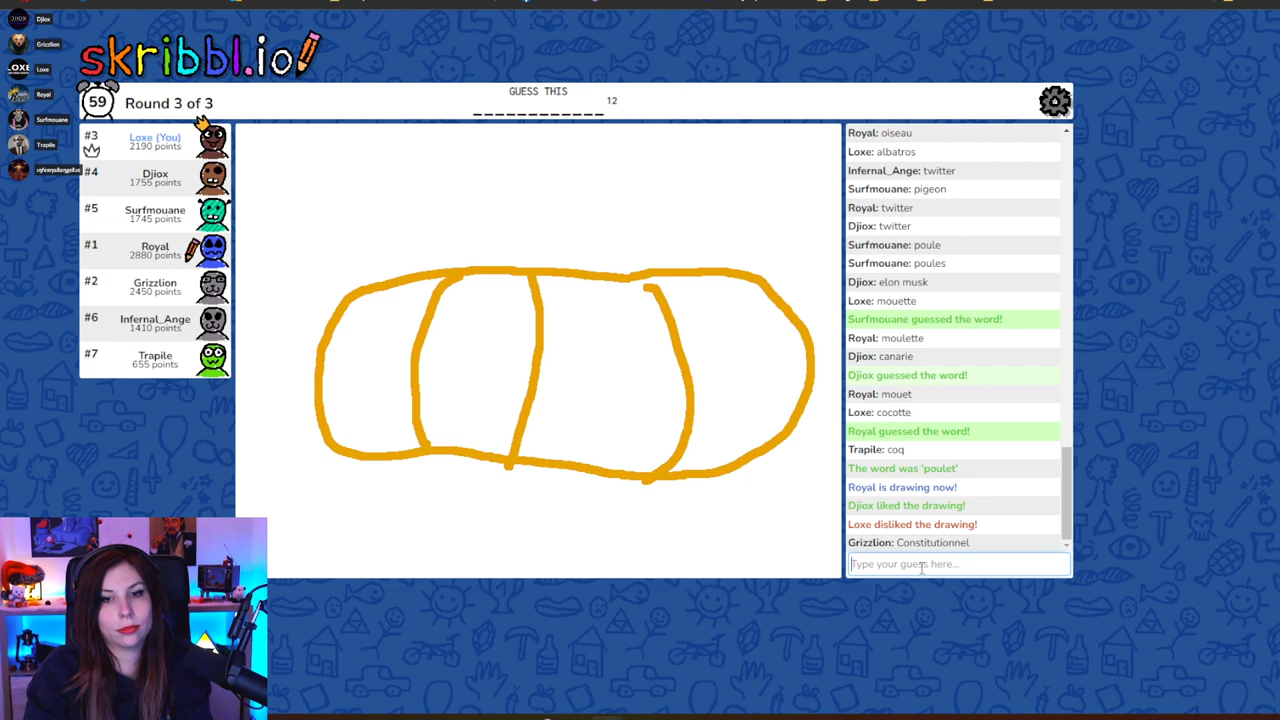 Djiox
Grizzlion
Loxe
Royal
Surfmouane
Trapile
skribbl.io
59
Round 3 of 3
GUESS THIS
____________ 12
#3 Loxe (You)
2190 points
#4 Djiox
1755 points
#5 Surfmouane
1745 points
#1 Royal
2880 points
#2 Grizzlion
2450 points
#6 Infernal_Ange
1410 points
#7 Trapile
655 points
Royal: oiseau
Loxe: albatros
Infernal_Ange: twitter
Surfmouane: pigeon
Royal: twitter
Djiox: twitter
Surfmouane: poule
Surfmouane: poules
Djiox: elon musk
Loxe: mouette
Surfmouane guessed the word!
Royal: moulette
Djiox: canarie
Djiox guessed the word!
Royal: mouet
Loxe: cocotte
Royal guessed the word!
Trapile: coq
The word was 'poulet'
Royal is drawing now!
Djiox liked the drawing!
Loxe disliked the drawing!
Grizzlion: Constitutionnel
Type your guess here...